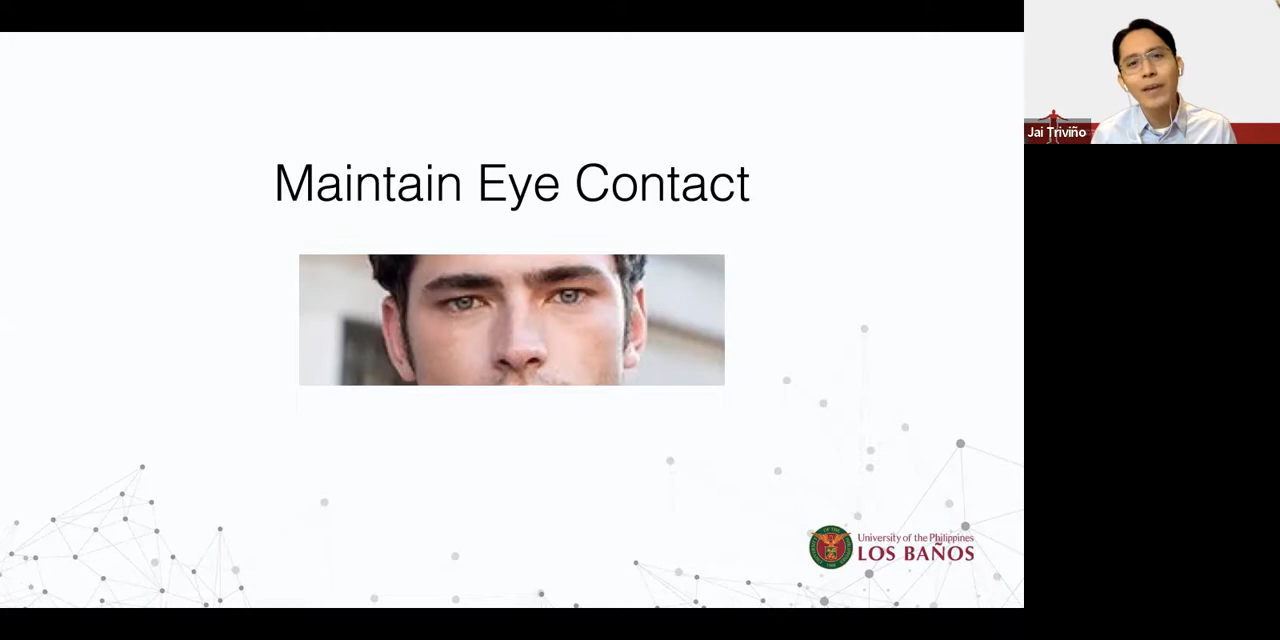 Maintain Eye Contact
Jai Triviño
University of the Philippines
LOS BAÑOS